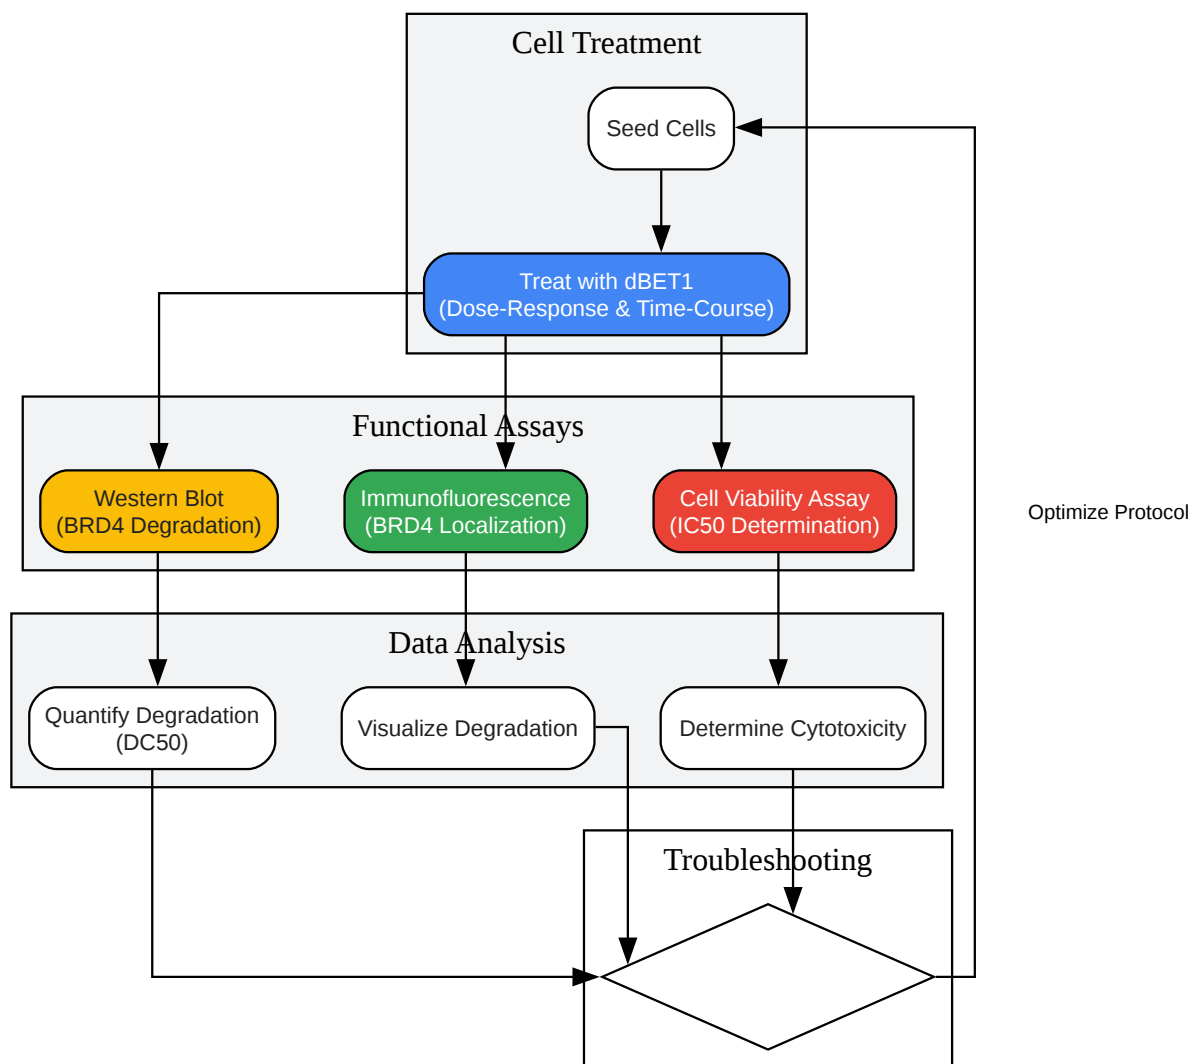 Cell Treatment
Seed Cells
Treat with dBET1
(Dose-Response & Time-Course)
Functional Assays
Western Blot
(BRD4 Degradation)
Immunofluorescence
(BRD4 Localization)
Cell Viability Assay
(IC50 Determination)
Optimize Protocol
Data Analysis
Quantify Degradation
(DC50)
Visualize Degradation
Determine Cytotoxicity
Troubleshooting